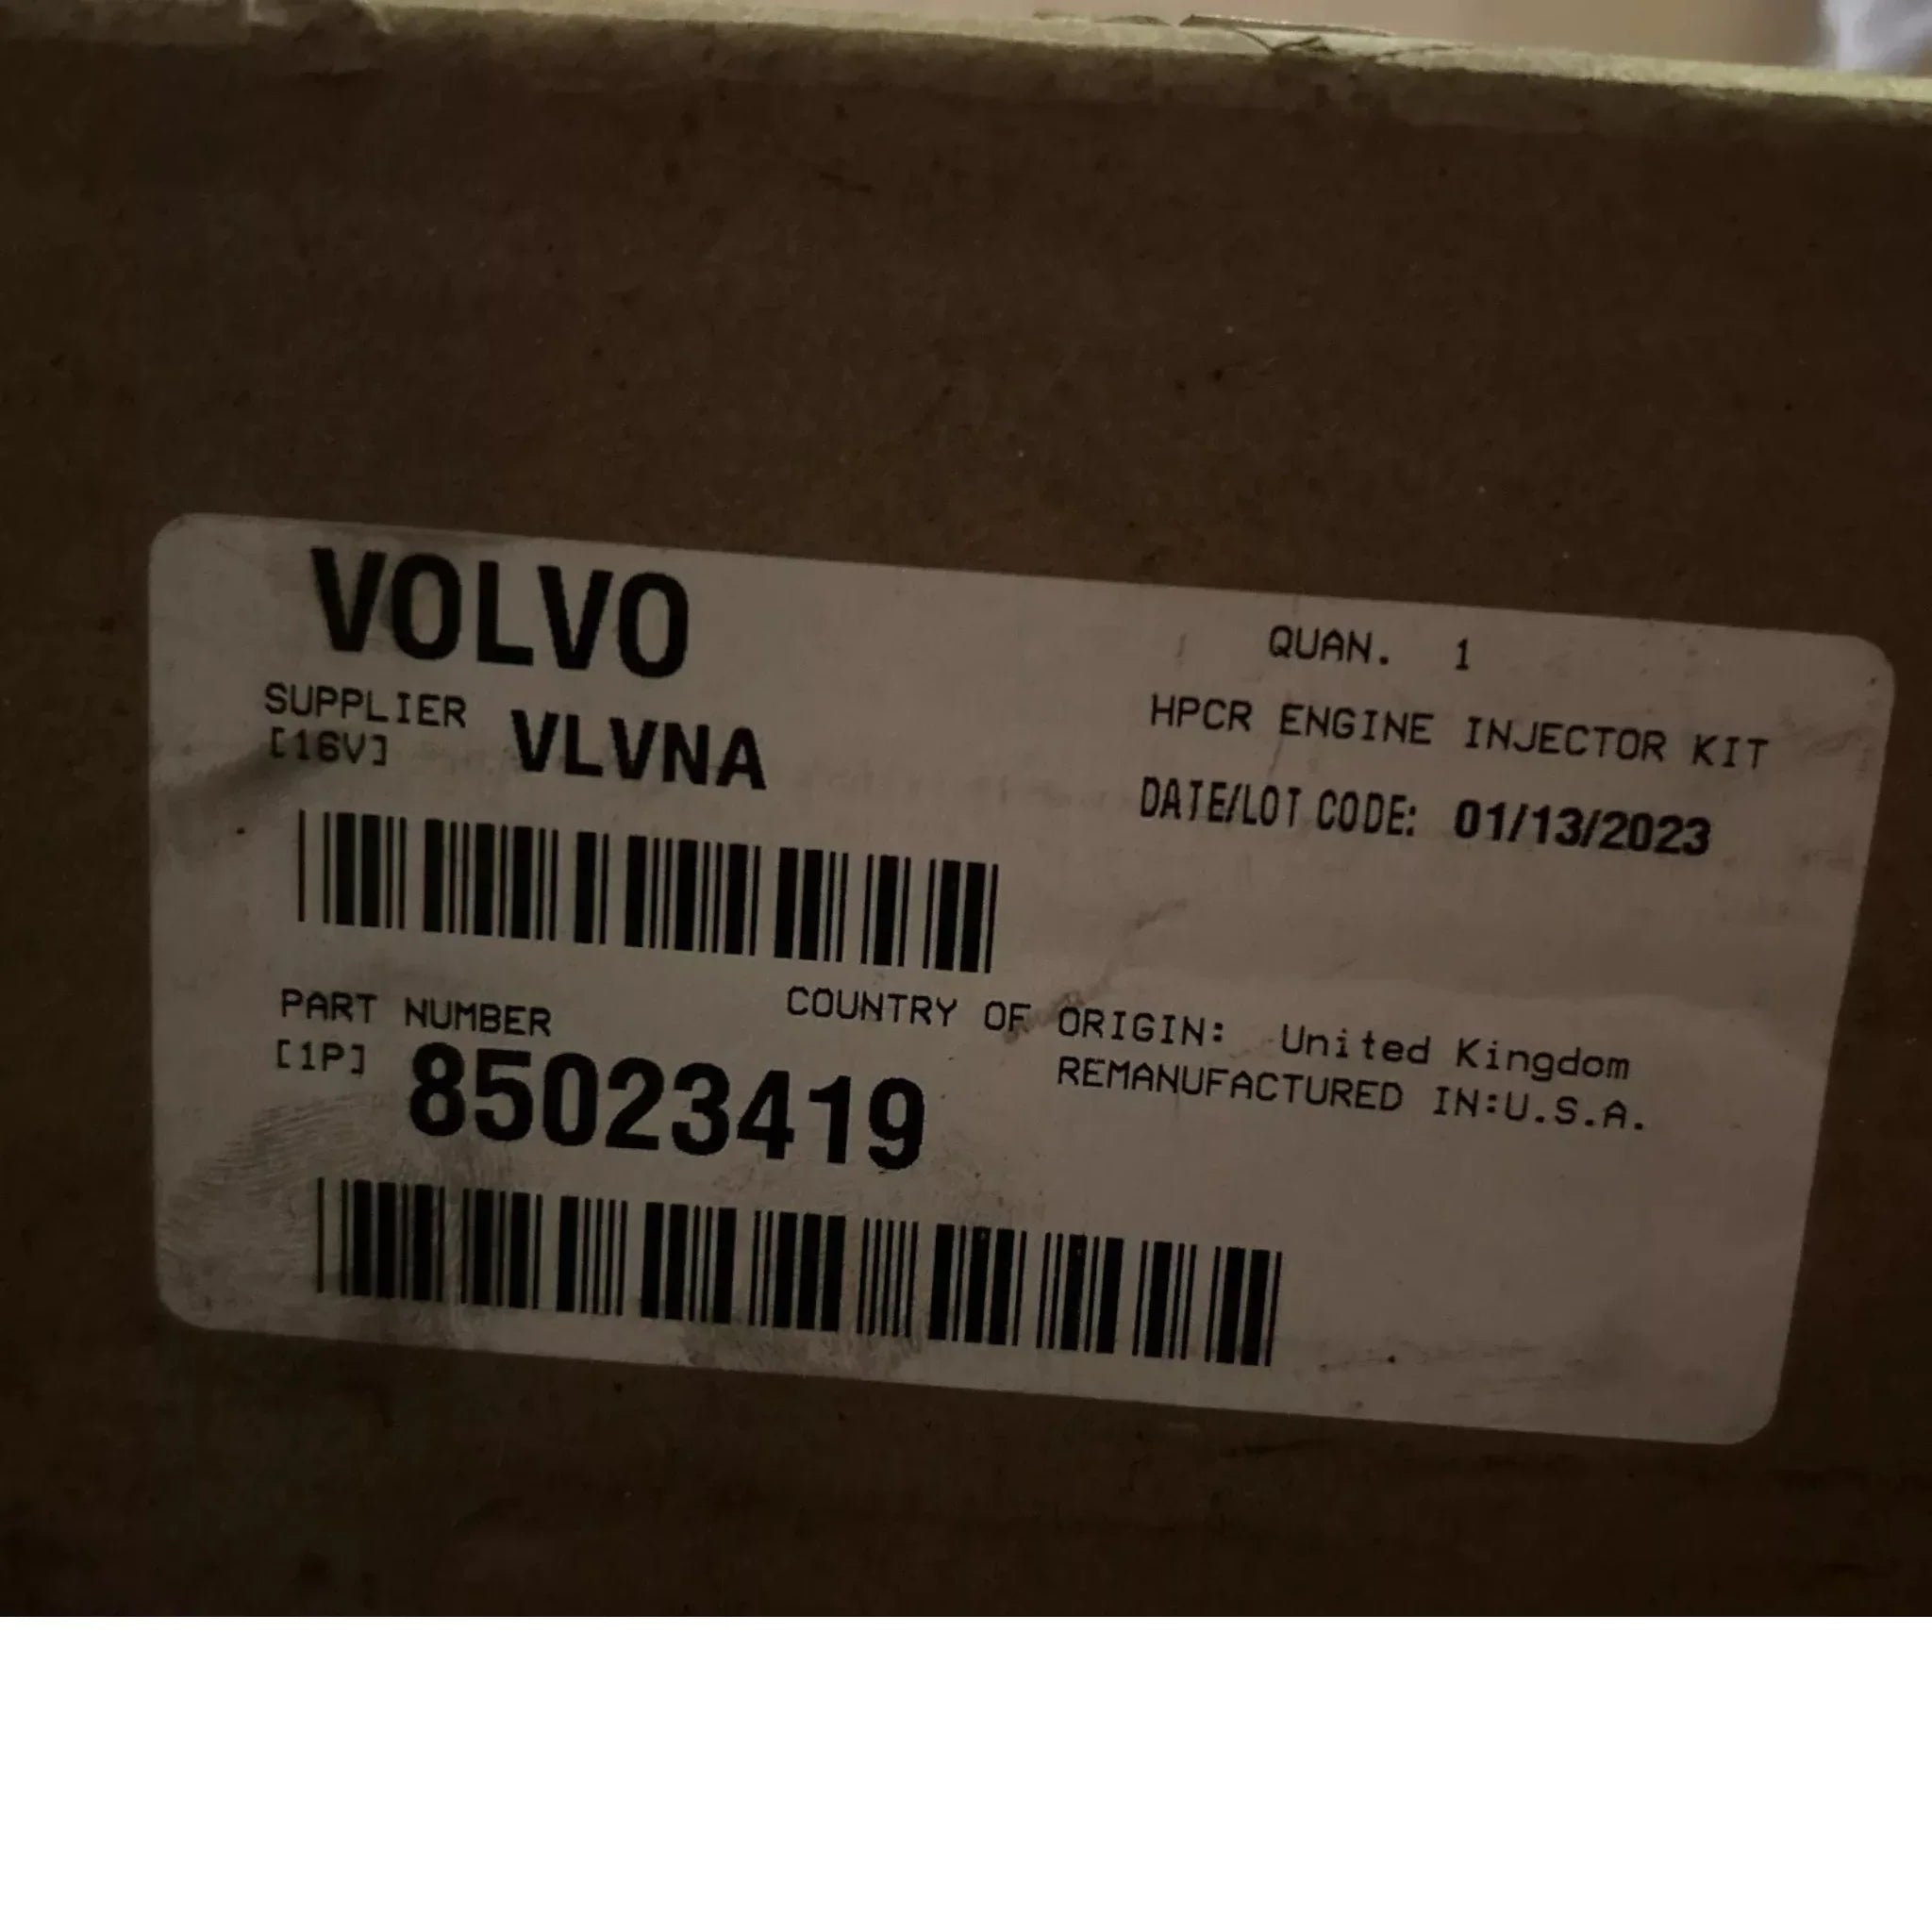 VOLVO
QUAN. 1
SUPPLIER VLVNA
[16V]
HPCR ENGINE INJECTOR KIT
DATE/LOT CODE: 01/13/2023
PART NUMBER
COUNTRY OF ORIGIN: United Kingdom
[1P] 85023419
REMANUFACTURED IN:U.S.A.